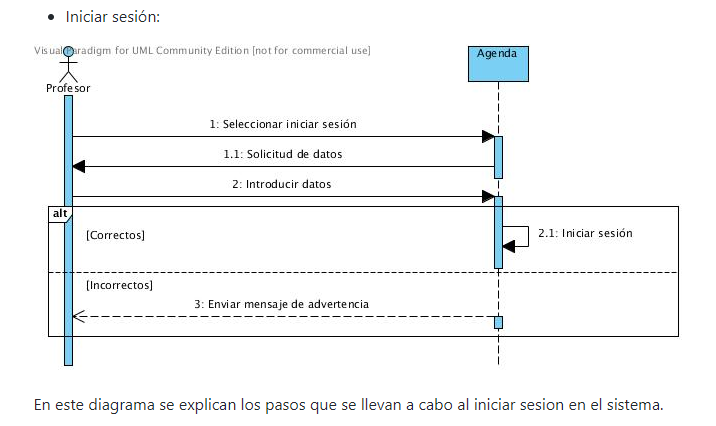 Iniciar sesión:
Visual Paradigm for UML Community Edition [not for commercial use]
Agenda
Profesor
1: Seleccionar iniciar sesión
1.1: Solicitud de datos
2: Introducir datos
alt
[Correctos]
2.1: Iniciar sesión
[Incorrectos]
3: Enviar mensaje de advertencia
En este diagrama se explican los pasos que se llevan a cabo al iniciar sesion en el sistema.